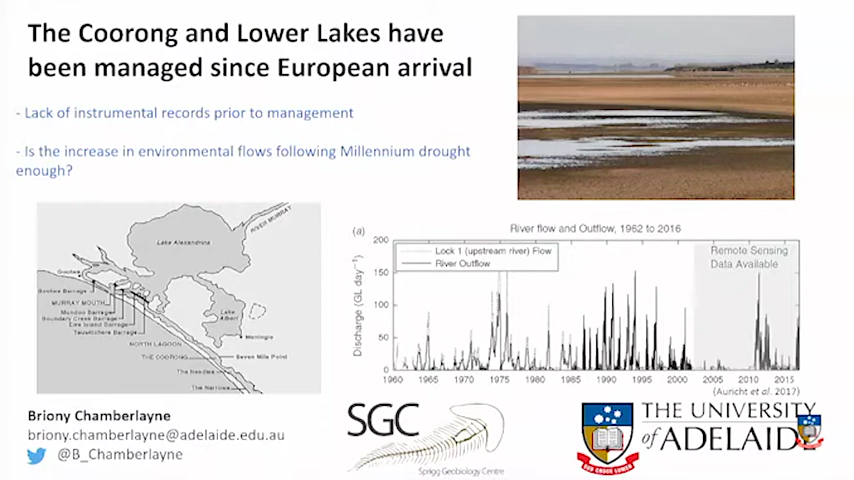 The Coorong and Lower Lakes have
been managed since European arrival
- Lack of instrumental records prior to management
- Is the increase in environmental flows following Millennium drought
enough?
Lake Alexandrina
RIVER MURRAY
Goolwa
Goolwa Barrage
MURRAY MOUTH
Mundoo Barrage
Boundary Creek Barrage
Ewe Island Barrage
Tauwitchere Barrage
Lake
Albert
Meningie
NORTH LAGOON
THE COORONG
Seven Mile Point
The Needles
The Narrows
(a)
River flow and Outflow, 1962 to 2016
Discharge (GL day⁻¹)
200
150
100
50
0
Lock 1 (upstream river) Flow
River Outflow
Remote Sensing
Data Available
1960 1965 1970 1975 1980 1985 1990 1995 2000 2005 2010 2015
(Auricht et al. 2017)
Briony Chamberlayne
briony.chamberlayne@adelaide.edu.au
@B_Chamberlayne
SGC
Sprigg Geobiology Centre
THE UNIVERSITY
of ADELAIDE
SUB CRUCE LUMEN